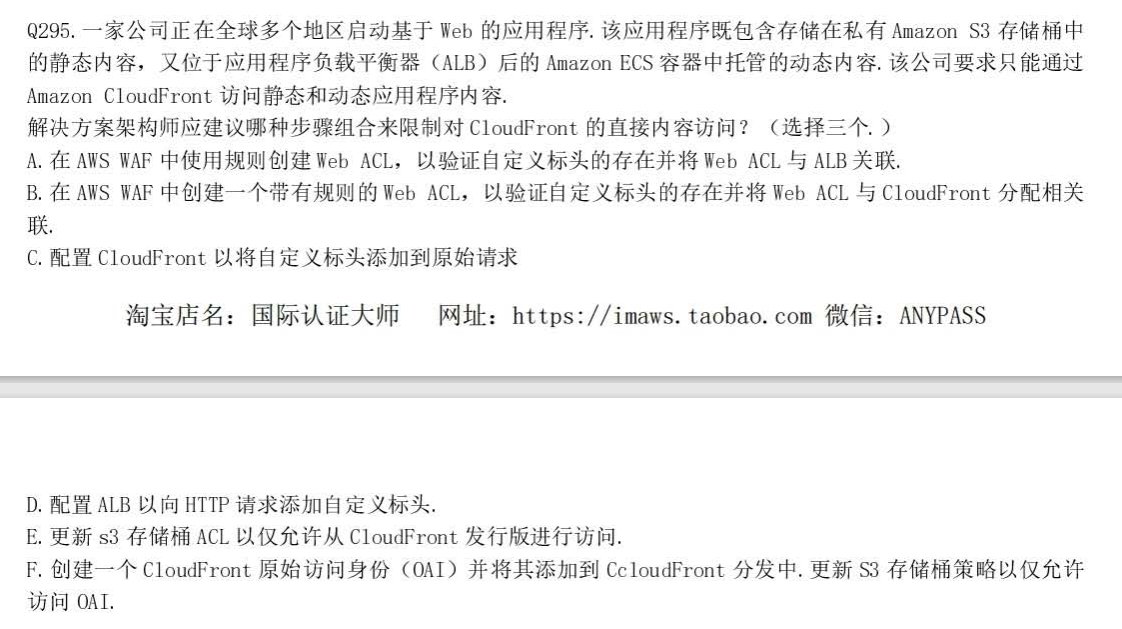 Q295. 一家公司正在全球多个地区启动基于 Web 的应用程序. 该应用程序既包含存储在私有 Amazon S3 存储桶中
的静态内容，又位于应用程序负载平衡器（ALB）后的 Amazon ECS 容器中托管的动态内容. 该公司要求只能通过
Amazon CloudFront 访问静态和动态应用程序内容.
解决方案架构师应建议哪种步骤组合来限制对 CloudFront 的直接内容访问？（选择三个.）
A. 在 AWS WAF 中使用规则创建 Web ACL，以验证自定义标头的存在并将 Web ACL 与 ALB 关联.
B. 在 AWS WAF 中创建一个带有规则的 Web ACL，以验证自定义标头的存在并将 Web ACL 与 CloudFront 分配相关
联.
C. 配置 CloudFront 以将自定义标头添加到原始请求
淘宝店名：国际认证大师 网址：https://imaws.taobao.com 微信：ANYPASS
D. 配置 ALB 以向 HTTP 请求添加自定义标头.
E. 更新 s3 存储桶 ACL 以仅允许从 CloudFront 发行版进行访问.
F. 创建一个 CloudFront 原始访问身份（OAI）并将其添加到 CcloudFront 分发中. 更新 S3 存储桶策略以仅允许
访问 OAI.